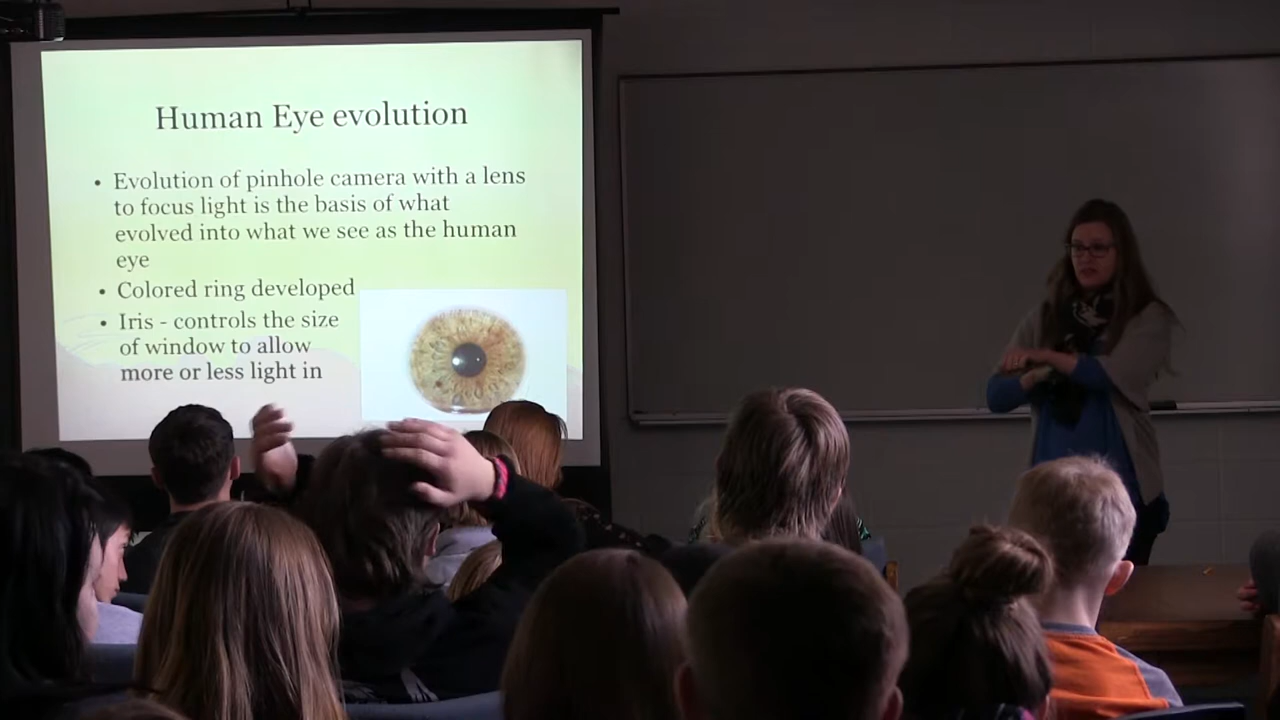 Human Eye evolution
• Evolution of pinhole camera with a lens
to focus light is the basis of what
evolved into what we see as the human
eye
• Colored ring developed
• Iris - controls the size
of window to allow
more or less light in